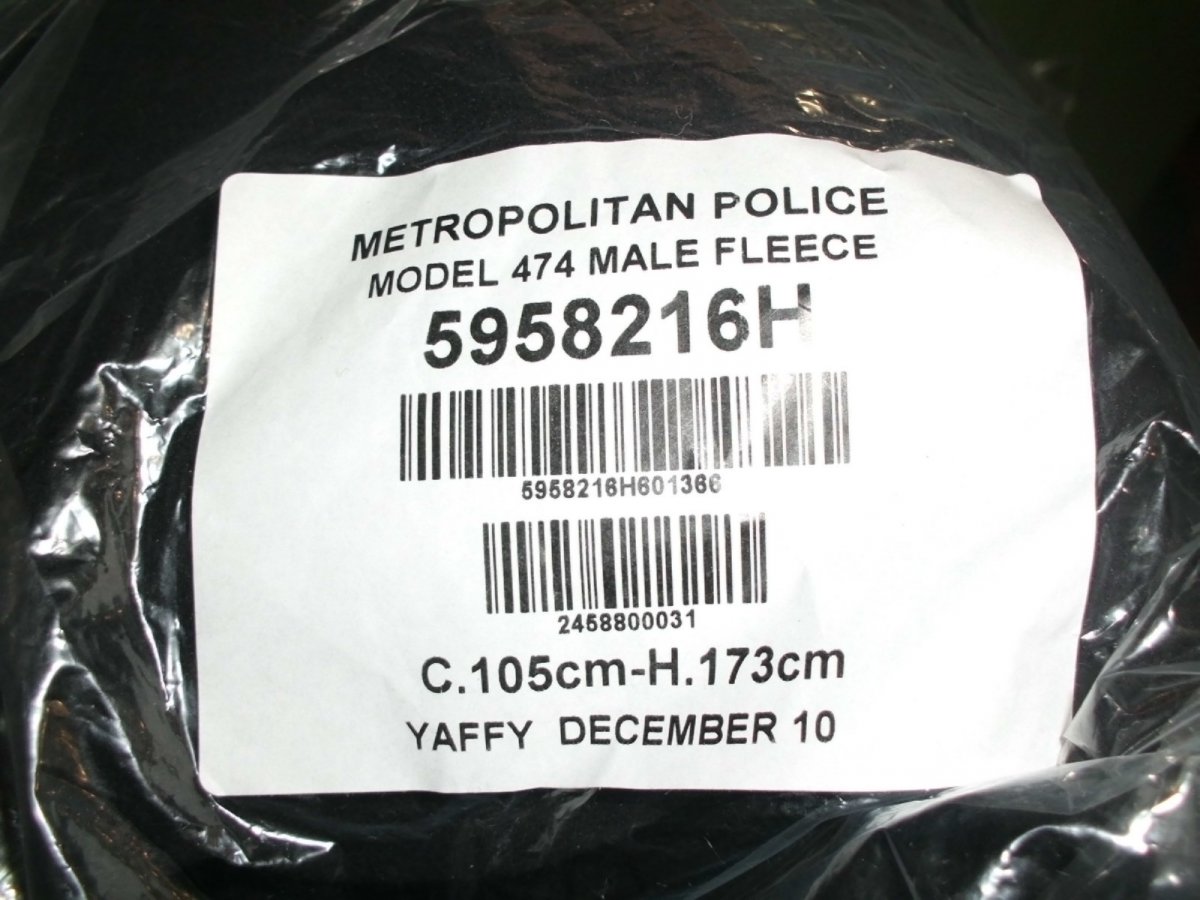 METROPOLITAN POLICE
MODEL 474 MALE FLEECE
5958216H
5958216H601366
2458800031
C.105cm-H.173cm
YAFFY DECEMBER 10